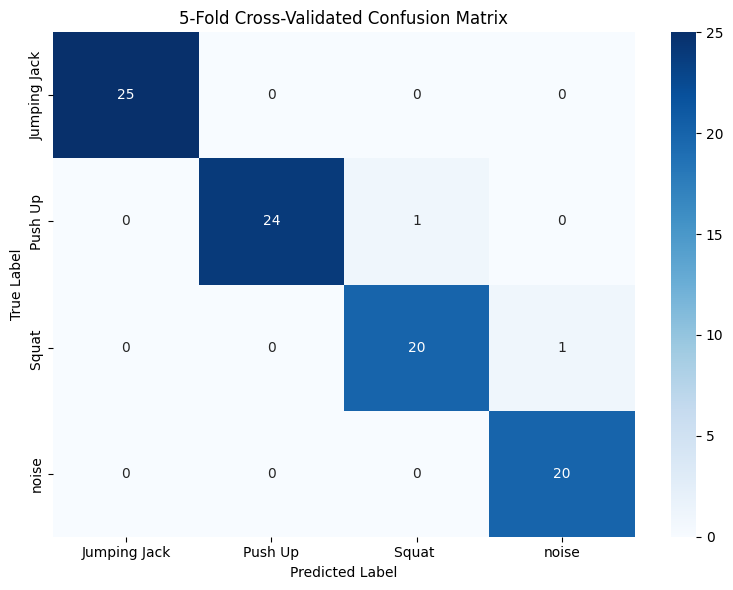 5-Fold Cross-Validated Confusion Matrix
True Label
Jumping Jack
25
0
0
0
Push Up
0
24
1
0
Squat
0
0
20
1
noise
0
0
0
20
Jumping Jack
Push Up
Squat
noise
Predicted Label
25
20
15
10
5
0